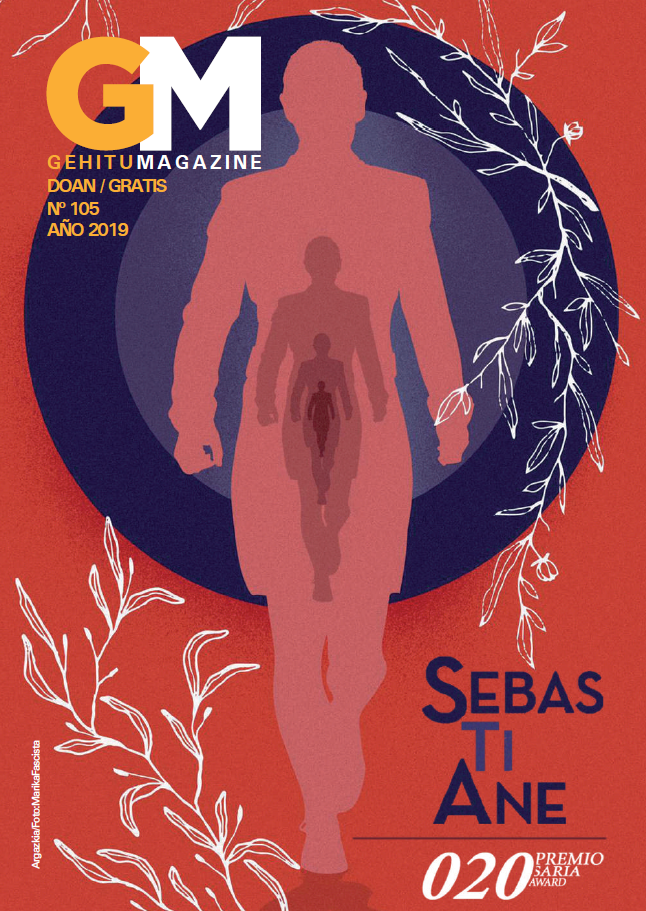 GM
GEHITUMAGAZINE
DOAN / GRATIS
Nº 105
AÑO 2019
SEBAS
TI
ANE
020 PREMIO
SARIA
AWARD
Argazkia/Foto:MarikaFascista